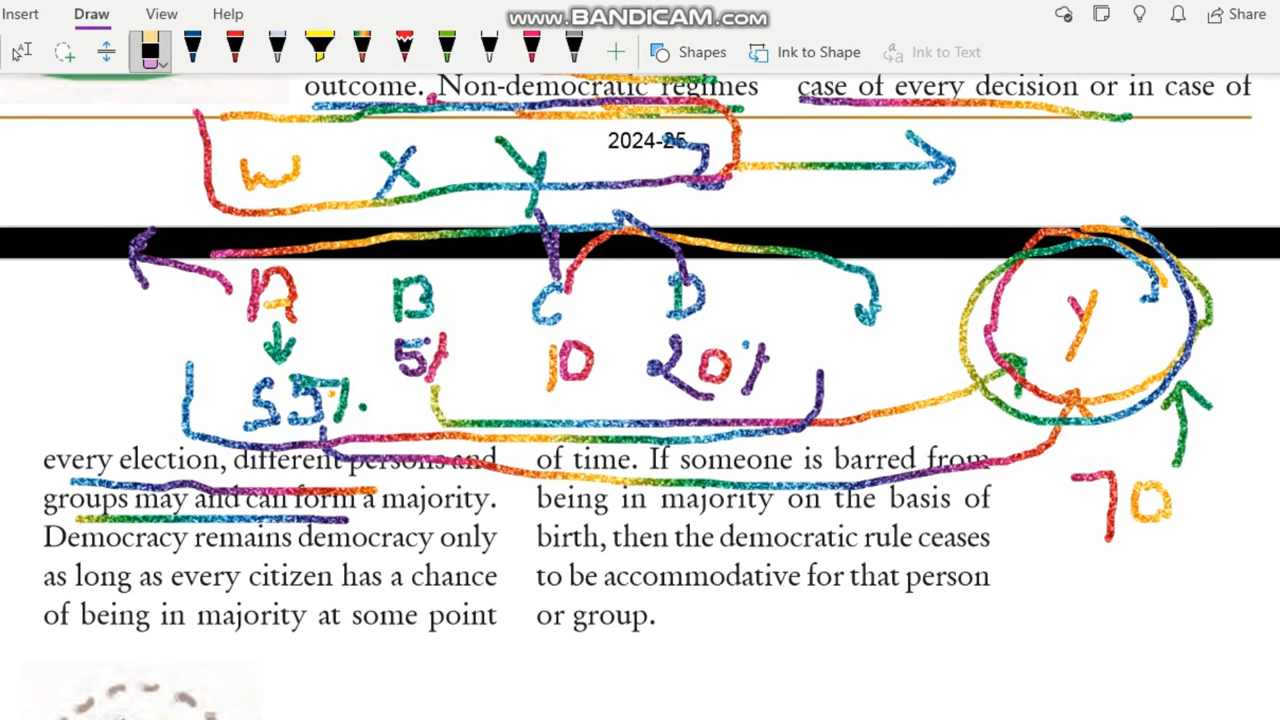 Insert Draw View Help www.BANDICAM.com Share
Shapes Ink to Shape Ink to Text
outcome. Non-democratic regimes
case of every decision or in case of
2024-25
W X Y
A B C D
Y
5% 10 20%
55%
70
every election, different persons and
groups may and can form a majority.
Democracy remains democracy only
as long as every citizen has a chance
of being in majority at some point
of time. If someone is barred from
being in majority on the basis of
birth, then the democratic rule ceases
to be accommodative for that person
or group.